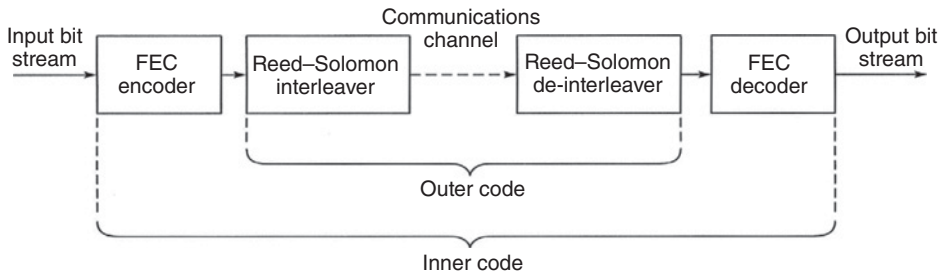 Communications
channel
Input bit
stream
FEC
encoder
Reed–Solomon
interleaver
Reed–Solomon
de-interleaver
FEC
decoder
Output bit
stream
Outer code
Inner code